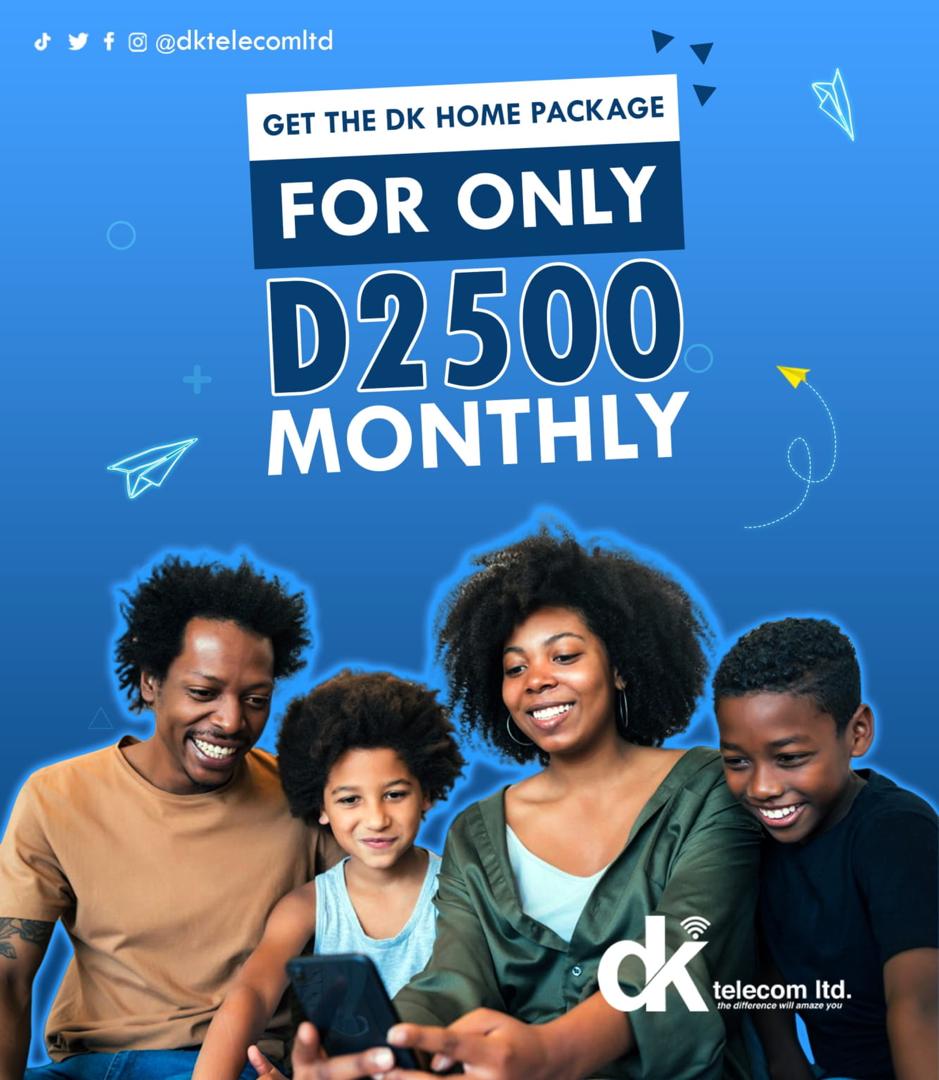 @dktelecomltd
GET THE DK HOME PACKAGE
FOR ONLY
D2500
MONTHLY
dk
telecom ltd.
the difference will amaze you